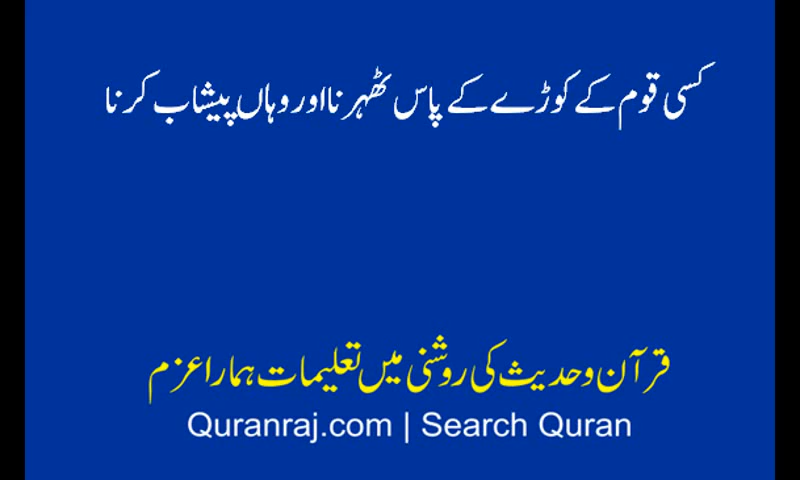 کسی قوم کے کوڑے کے پاس ٹھہرنا اور وہاں پیشاب کرنا
قرآن و حدیث کی روشنی میں تعلیمات ہمارا عزم
Quranraj.com | Search Quran